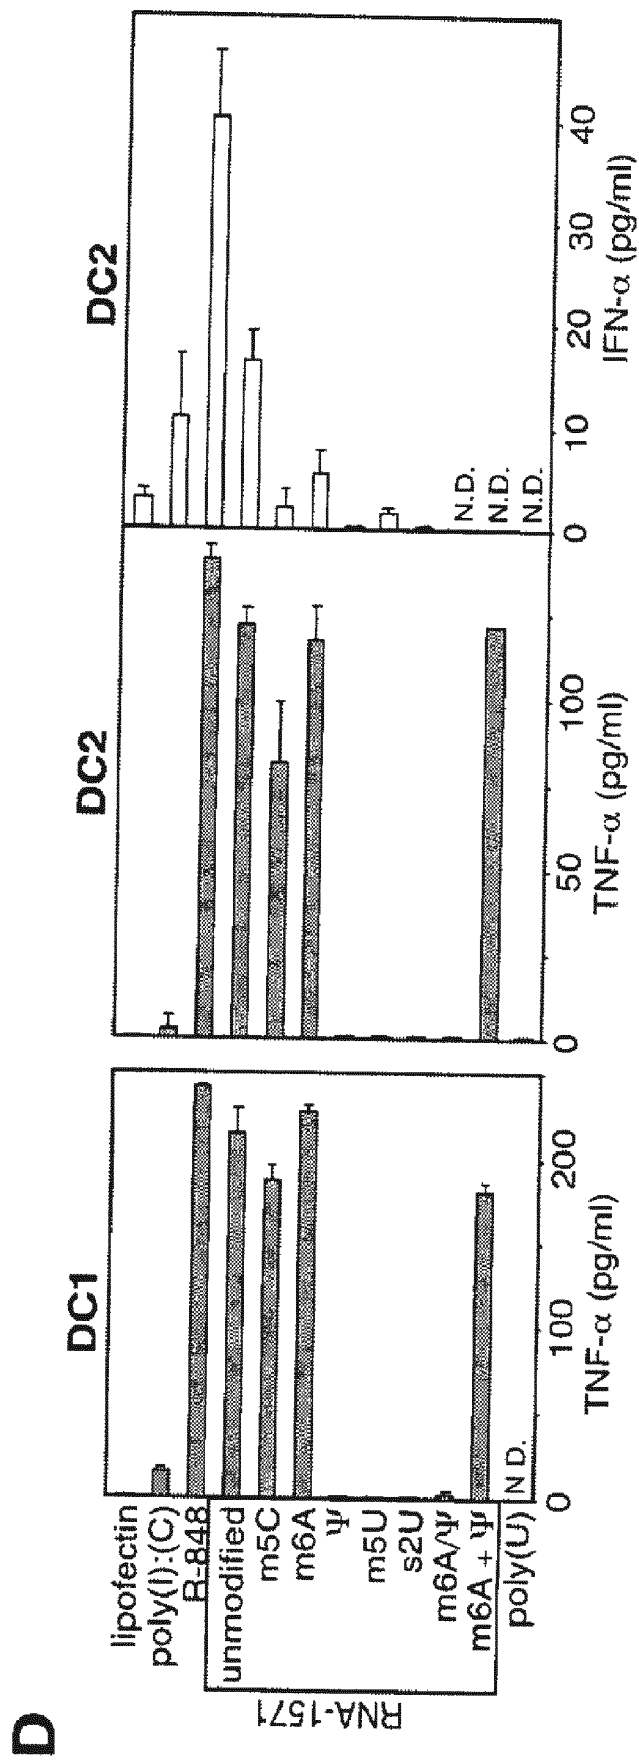 D
DC1
DC2
DC2
lipofectin
poly(I):(C)
R-848
unmodified
m5C
m6A
Ψ
m5U
s2U
m6A/Ψ
m6A + Ψ
poly(U)
RNA-1571
N D.
N.D.
N.D.
N.D.
0 100 200
TNF-α (pg/ml)
0 50 100
TNF-α (pg/ml)
0 10 20 30 40
IFN-α (pg/ml)